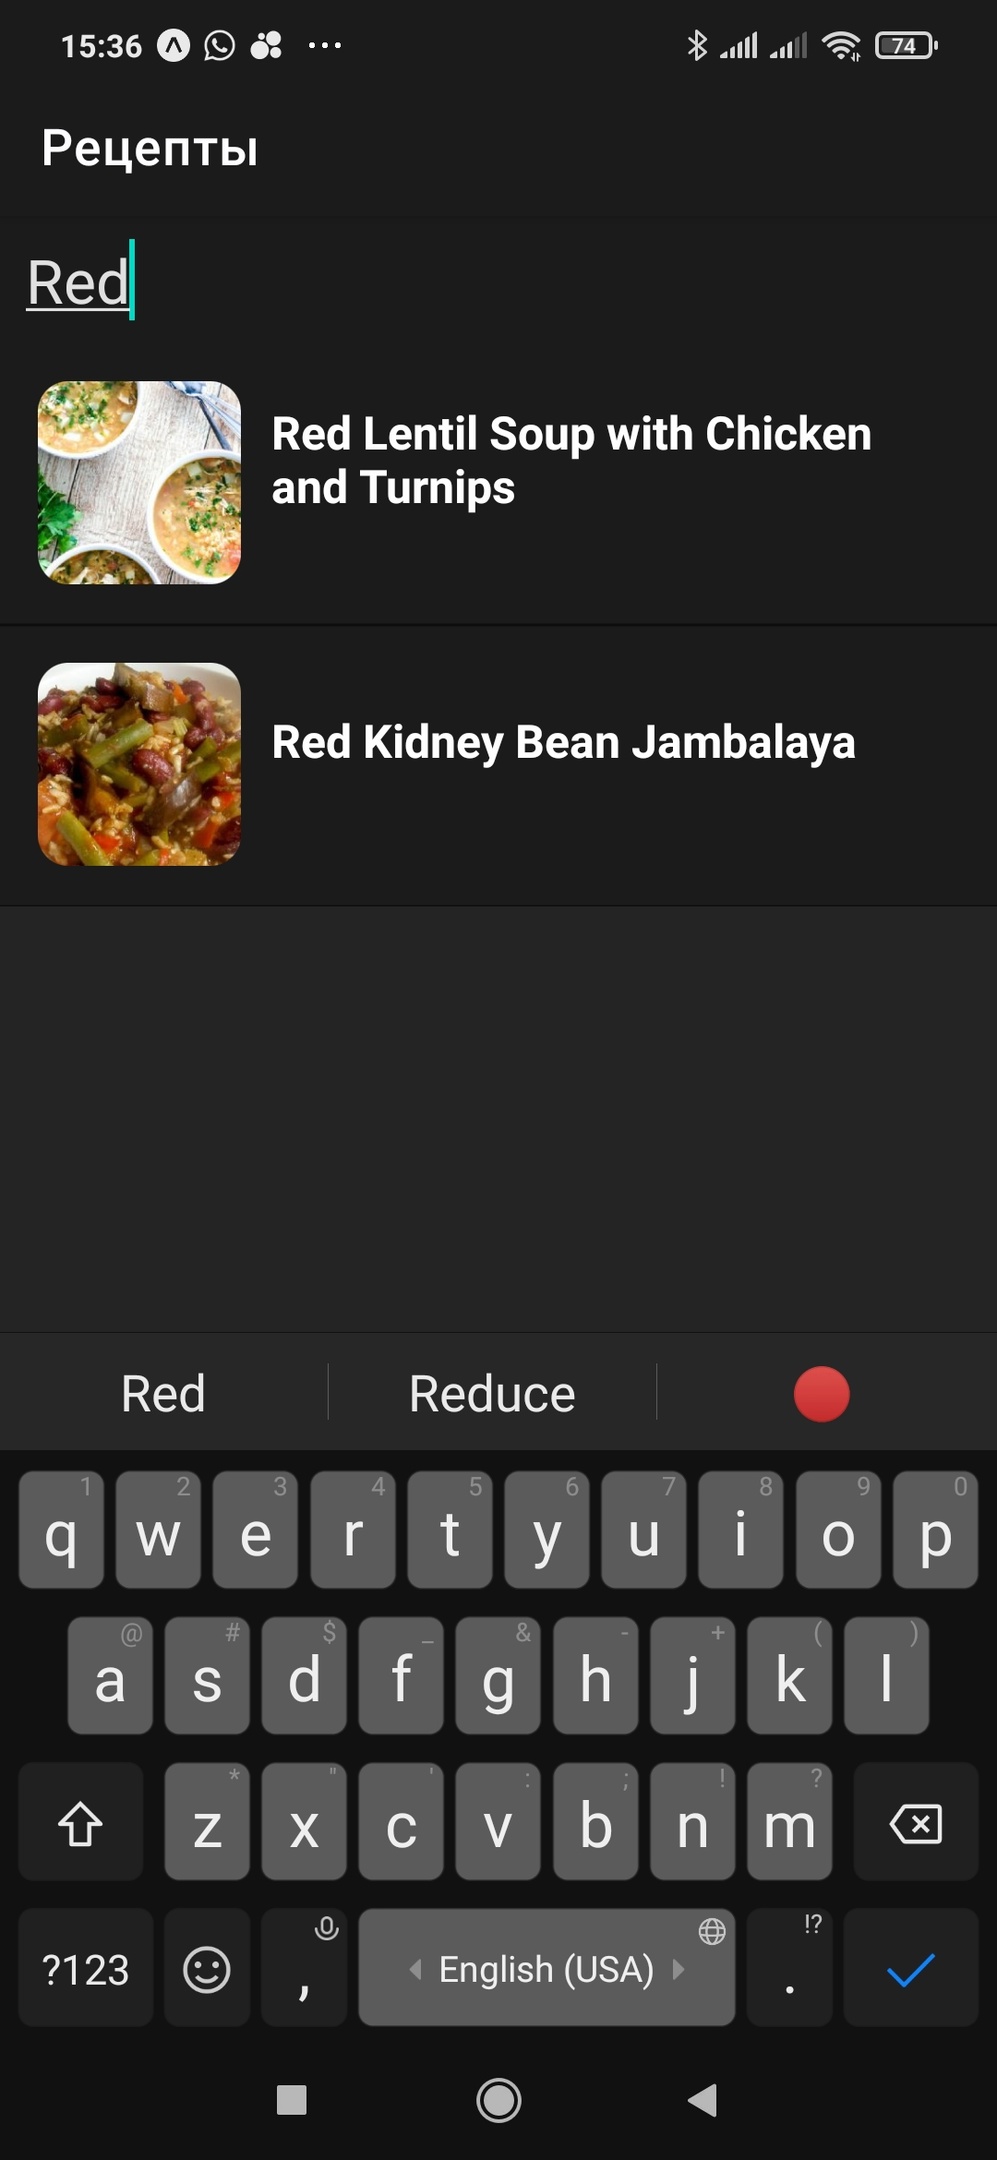 15:36
74
Рецепты
Red
Red Lentil Soup with Chicken
and Turnips
Red Kidney Bean Jambalaya
Red Reduce
1 2 3 4 5 6 7 8 9 0
q w e r t y u i o p
@ # $ _ & - + ( )
a s d f g h j k l
* " ' : ; ! ?
z x c v b n m
!?
?123 , English (USA) .